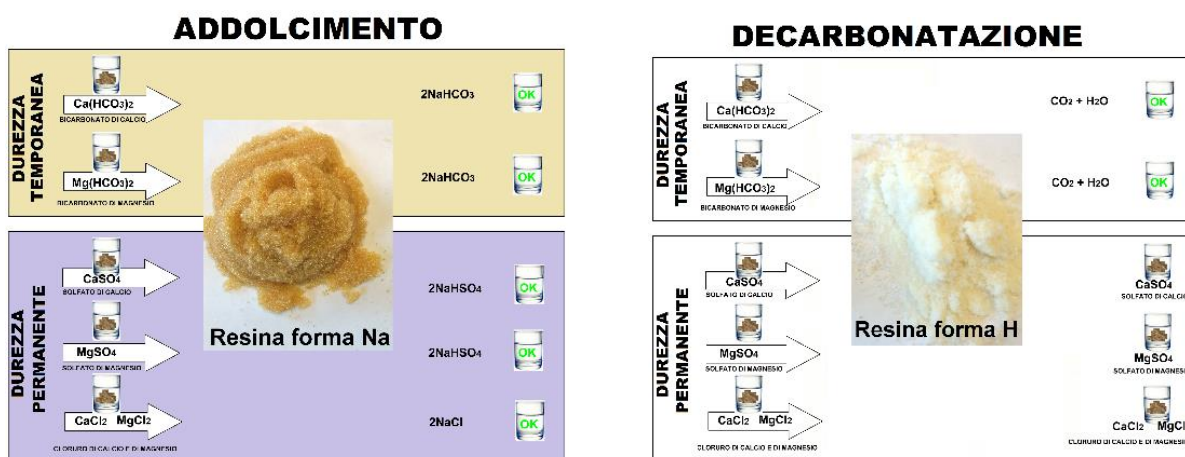 ADDOLCIMENTO
DUREZZA
TEMPORANEA
Ca(HCO3)2
BICARBONATO DI CALCIO
2NaHCO3
OK
Mg(HCO3)2
BICARBONATO DI MAGNESIO
2NaHCO3
OK
Resina forma Na
DUREZZA
PERMANENTE
CaSO4
SOLFATO DI CALCIO
2NaHSO4
OK
MgSO4
SOLFATO DI MAGNESIO
2NaHSO4
OK
CaCl2 MgCl2
CLORURO DI CALCIO E DI MAGNESIO
2NaCl
OK
DECARBONATAZIONE
DUREZZA
TEMPORANEA
Ca(HCO3)2
BICARBONATO DI CALCIO
CO2 + H2O
OK
Mg(HCO3)2
BICARBONATO DI MAGNESIO
CO2 + H2O
OK
Resina forma H
DUREZZA
PERMANENTE
CaSO4
SOLFATO DI CALCIO
CaSO4
SOLFATO DI CALCI
MgSO4
SOLFATO DI MAGNESIO
MgSO4
SOLFATO DI MAGNESI
CaCl2 MgCl2
CLORURO DI CALCIO E DI MAGNESIO
CaCl2 MgCl
CLORURO DI CALCIO E DI MAGNESI